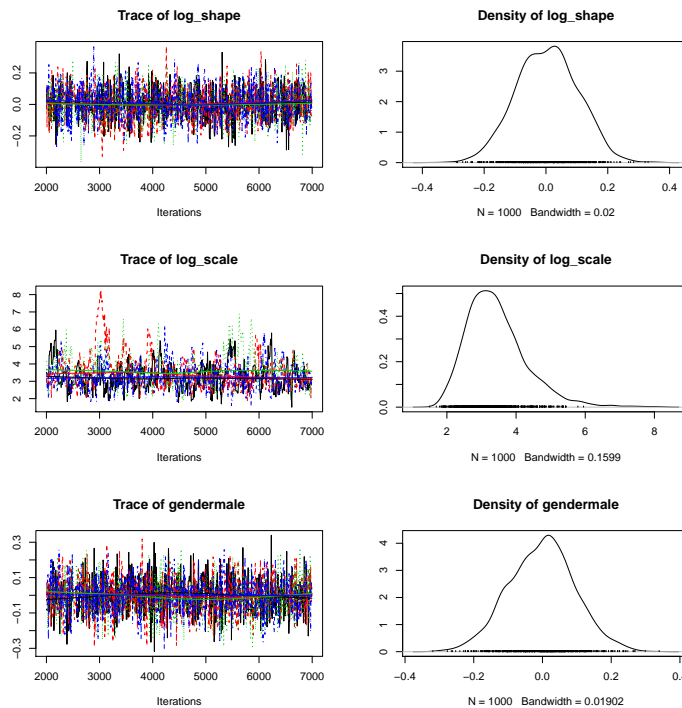 Trace of log_shape
0.2
0.0
−0.2
2000 3000 4000 5000 6000 7000
Iterations
Density of log_shape
3
2
1
0
−0.4 −0.2 0.0 0.2 0.4
N = 1000 Bandwidth = 0.02
Trace of log_scale
8
7
6
5
4
3
2
2000 3000 4000 5000 6000 7000
Iterations
Density of log_scale
0.4
0.2
0.0
2 4 6 8
N = 1000 Bandwidth = 0.1599
Trace of gendermale
0.3
0.1
−0.1
−0.3
2000 3000 4000 5000 6000 7000
Iterations
Density of gendermale
4
3
2
1
0
−0.4 −0.2 0.0 0.2 0.4
N = 1000 Bandwidth = 0.01902